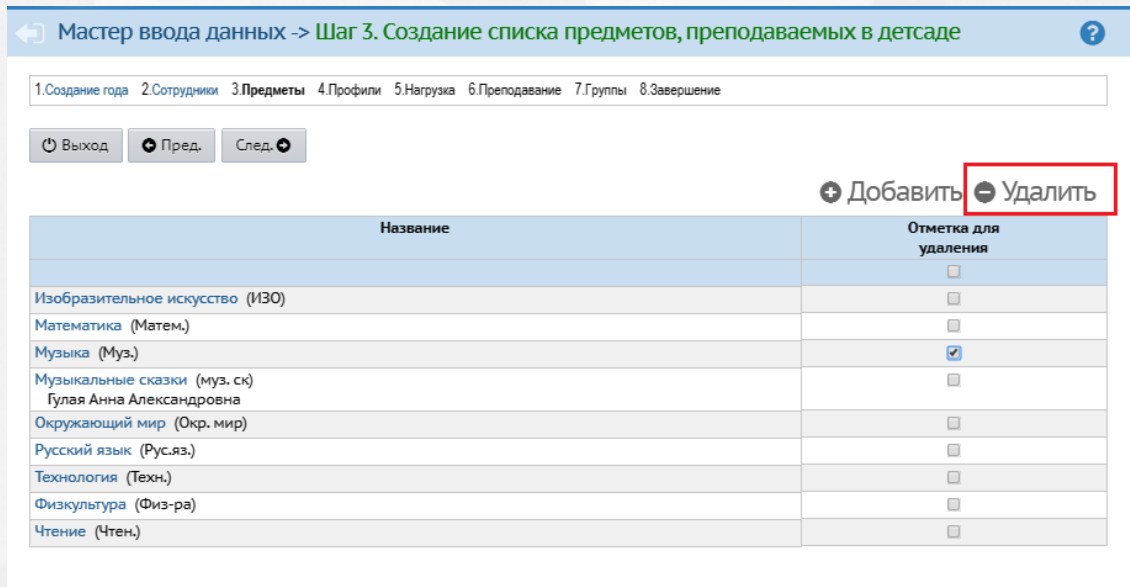 Мастер ввода данных -> Шаг 3. Создание списка предметов, преподаваемых в детсаде ?
1.Создание года 2.Сотрудники 3.Предметы 4.Профили 5.Нагрузка 6.Преподавание 7.Группы 8.Завершение
Выход Пред. След.
Добавить Удалить
Название Отметка для
удаления
Изобразительное искусство (ИЗО)
Математика (Матем.)
Музыка (Муз.)
Музыкальные сказки (муз. ск)
Гулая Анна Александровна
Окружающий мир (Окр. мир)
Русский язык (Рус.яз.)
Технология (Техн.)
Физкультура (Физ-ра)
Чтение (Чтен.)